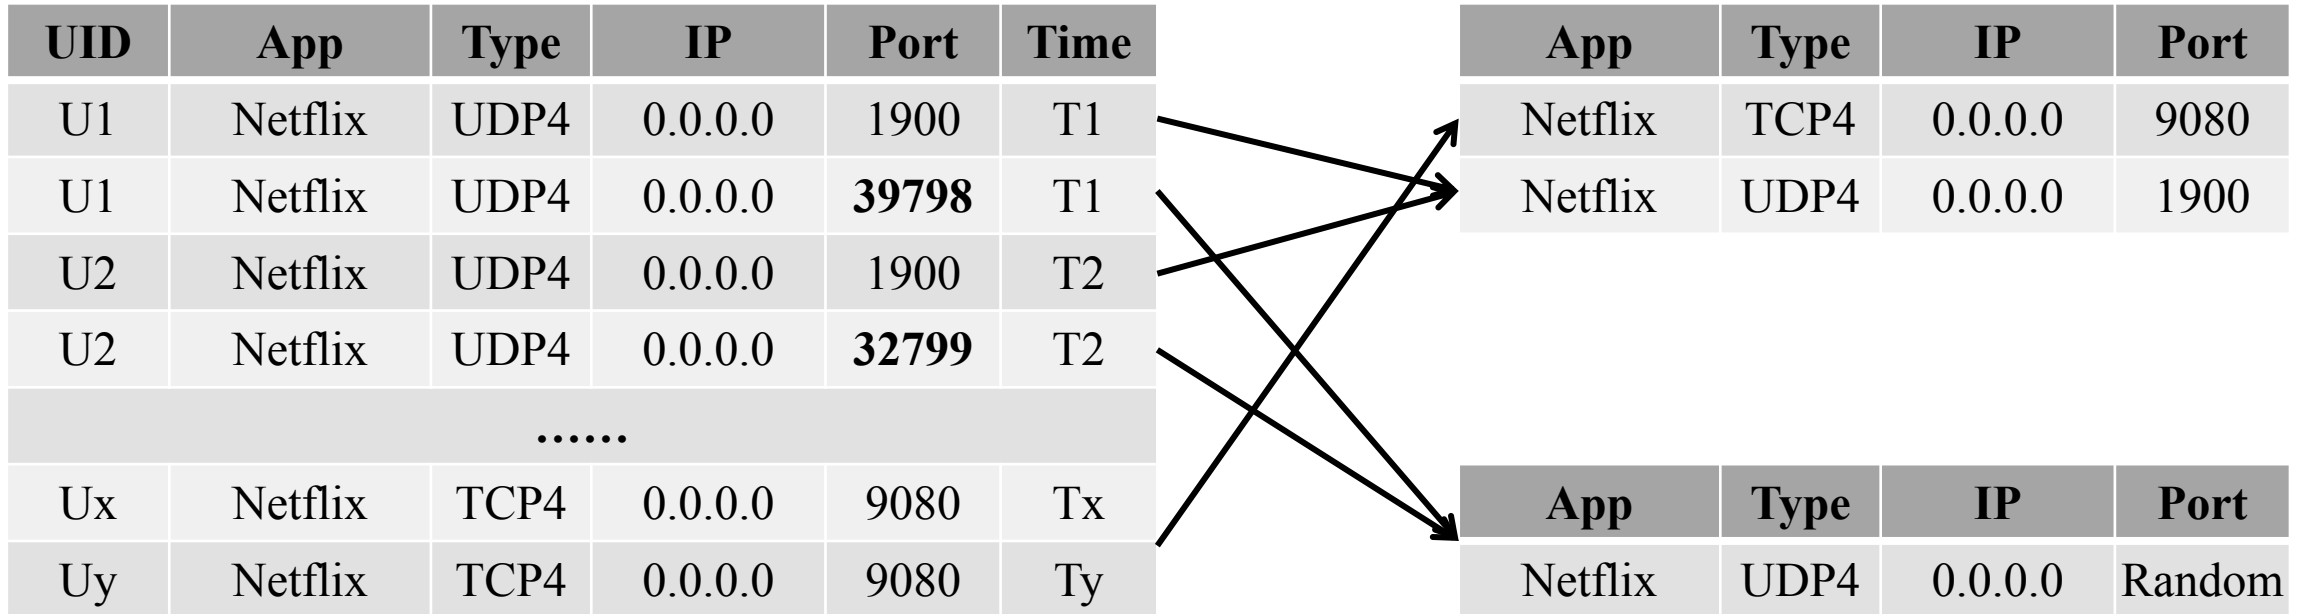 UID App Type IP Port Time
U1 Netflix UDP4 0.0.0.0 1900 T1
U1 Netflix UDP4 0.0.0.0 39798 T1
U2 Netflix UDP4 0.0.0.0 1900 T2
U2 Netflix UDP4 0.0.0.0 32799 T2
......
Ux Netflix TCP4 0.0.0.0 9080 Tx
Uy Netflix TCP4 0.0.0.0 9080 Ty
App Type IP Port
Netflix TCP4 0.0.0.0 9080
Netflix UDP4 0.0.0.0 1900
App Type IP Port
Netflix UDP4 0.0.0.0 Random